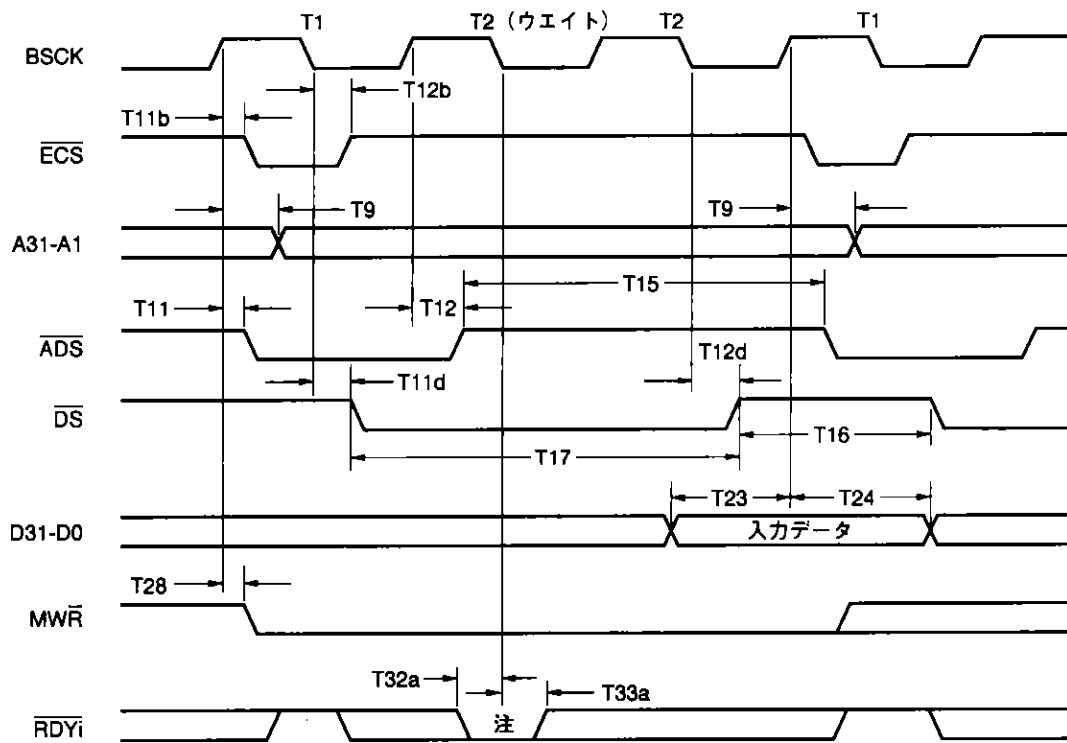 T1 T2(ウエイト) T2 T1
BSCK
T12b
T11b
ECS
T9 T9
A31-A1
T15
T11 T12
ADS
T12d
T11d
DS
T16
T17
T23 T24
D31-D0 入力データ
T28
MWR
T32a T33a
RDYi 注